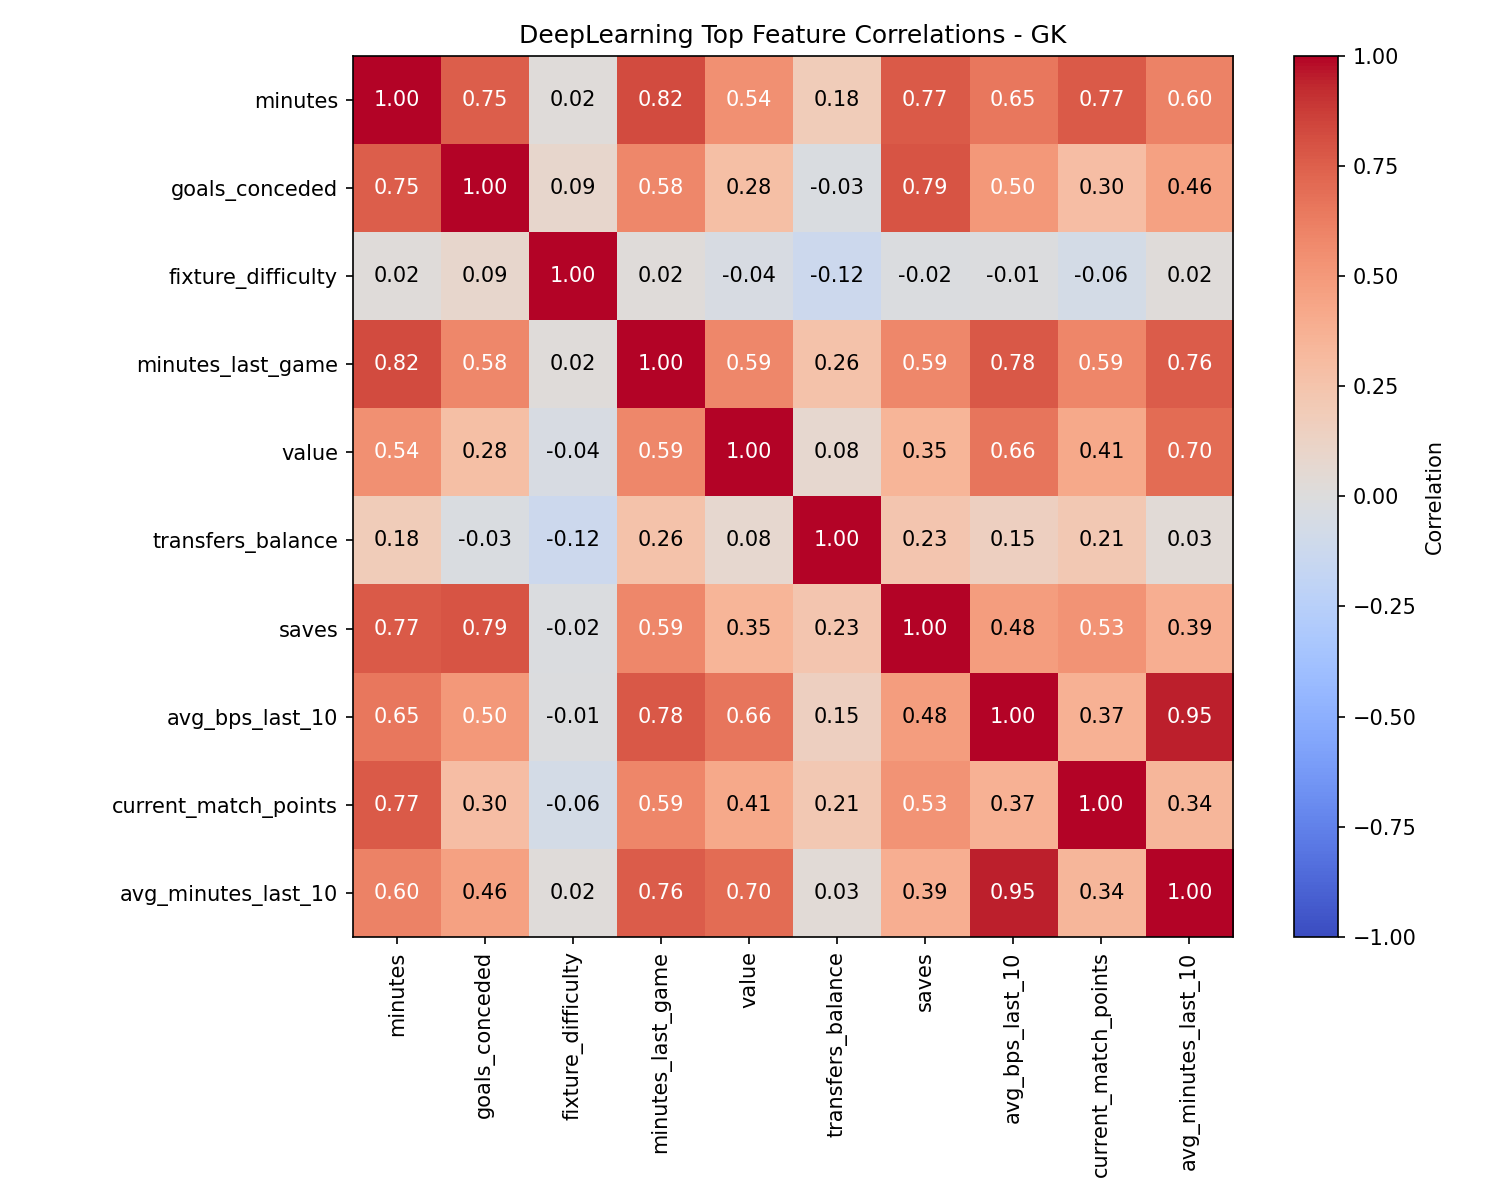 DeepLearning Top Feature Correlations - GK
minutes 1.00 0.75 0.02 0.82 0.54 0.18 0.77 0.65 0.77 0.60
goals_conceded 0.75 1.00 0.09 0.58 0.28 -0.03 0.79 0.50 0.30 0.46
fixture_difficulty 0.02 0.09 1.00 0.02 -0.04 -0.12 -0.02 -0.01 -0.06 0.02
minutes_last_game 0.82 0.58 0.02 1.00 0.59 0.26 0.59 0.78 0.59 0.76
value 0.54 0.28 -0.04 0.59 1.00 0.08 0.35 0.66 0.41 0.70
transfers_balance 0.18 -0.03 -0.12 0.26 0.08 1.00 0.23 0.15 0.21 0.03
saves 0.77 0.79 -0.02 0.59 0.35 0.23 1.00 0.48 0.53 0.39
avg_bps_last_10 0.65 0.50 -0.01 0.78 0.66 0.15 0.48 1.00 0.37 0.95
current_match_points 0.77 0.30 -0.06 0.59 0.41 0.21 0.53 0.37 1.00 0.34
avg_minutes_last_10 0.60 0.46 0.02 0.76 0.70 0.03 0.39 0.95 0.34 1.00
minutes
goals_conceded
fixture_difficulty
minutes_last_game
value
transfers_balance
saves
avg_bps_last_10
current_match_points
avg_minutes_last_10
1.00
0.75
0.50
0.25
0.00
−0.25
−0.50
−0.75
−1.00
Correlation